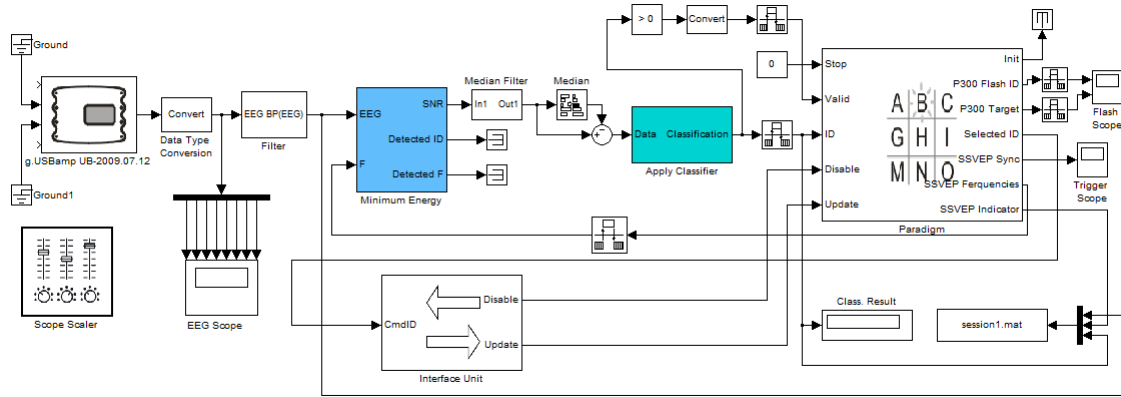 Ground
g.USBamp UB-2009.07.12
Ground1
Convert
Data Type
Conversion
EEG BP(EEG)
Filter
EEG
F
SNR
Detected ID
Detected F
Minimum Energy
Median Filter
In1 Out1
Median
> 0
Convert
0
Data Classification
Apply Classifier
Stop
Valid
ID
Disable
Update
A B C
G H I
M N O
Init
P300 Flash ID
P300 Target
Selected ID
SSVEP Sync
SSVEP Ferquencies
SSVEP Indicator
Paradigm
Flash
Scope
Trigger
Scope
Scope Scaler
EEG Scope
CmdID
Disable
Update
Interface Unit
Class. Result
session1.mat